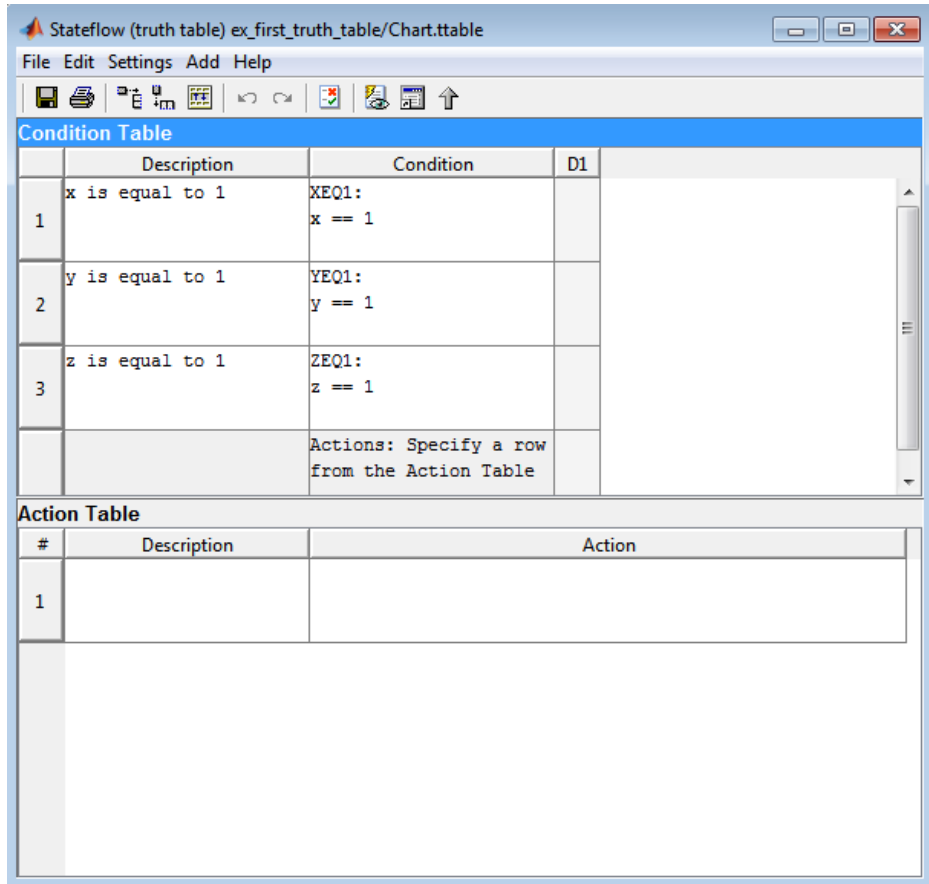 Stateflow (truth table) ex_first_truth_table/Chart.ttable
File Edit Settings Add Help
Condition Table
Description Condition D1
1 x is equal to 1 XEQ1:
x == 1
2 y is equal to 1 YEQ1:
y == 1
3 z is equal to 1 ZEQ1:
z == 1
Actions: Specify a row
from the Action Table
Action Table
# Description Action
1